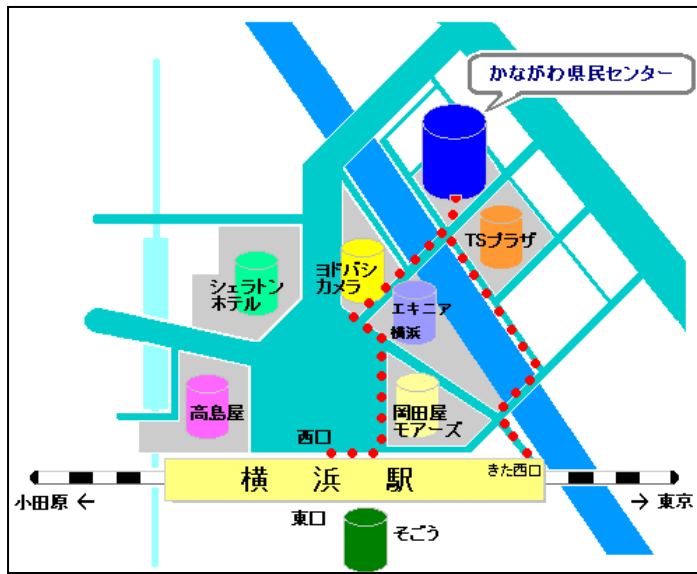 かながわ県民センター
TSプラザ
ヨドバシ
カメラ
シェラトン
ホテル
エキニア
横浜
高島屋
岡田屋
モアーズ
西口
きた西口
横浜駅
小田原 ←
→ 東京
東口
そごう